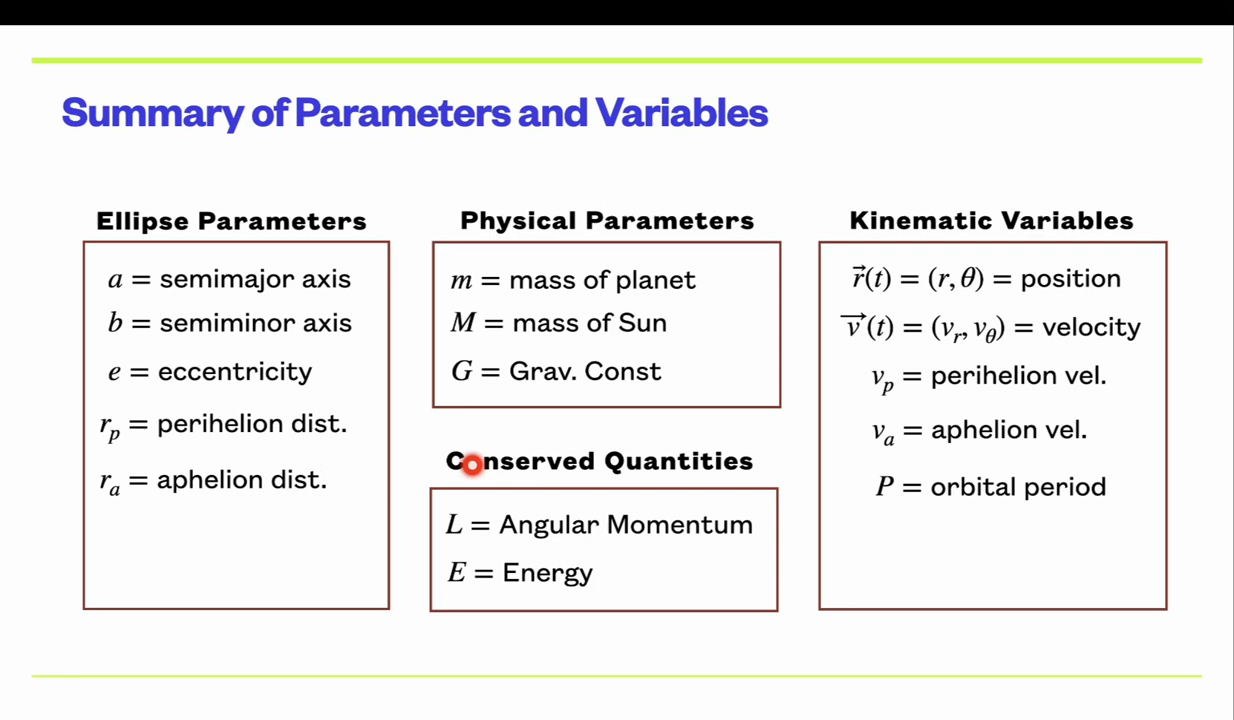 Summary of Parameters and Variables
Ellipse Parameters
a = semimajor axis
b = semiminor axis
e = eccentricity
r_p = perihelion dist.
r_a = aphelion dist.
Physical Parameters
m = mass of planet
M = mass of Sun
G = Grav. Const
Conserved Quantities
L = Angular Momentum
E = Energy
Kinematic Variables
r⃗(t) = (r, θ) = position
v⃗(t) = (v_r, v_θ) = velocity
v_p = perihelion vel.
v_a = aphelion vel.
P = orbital period